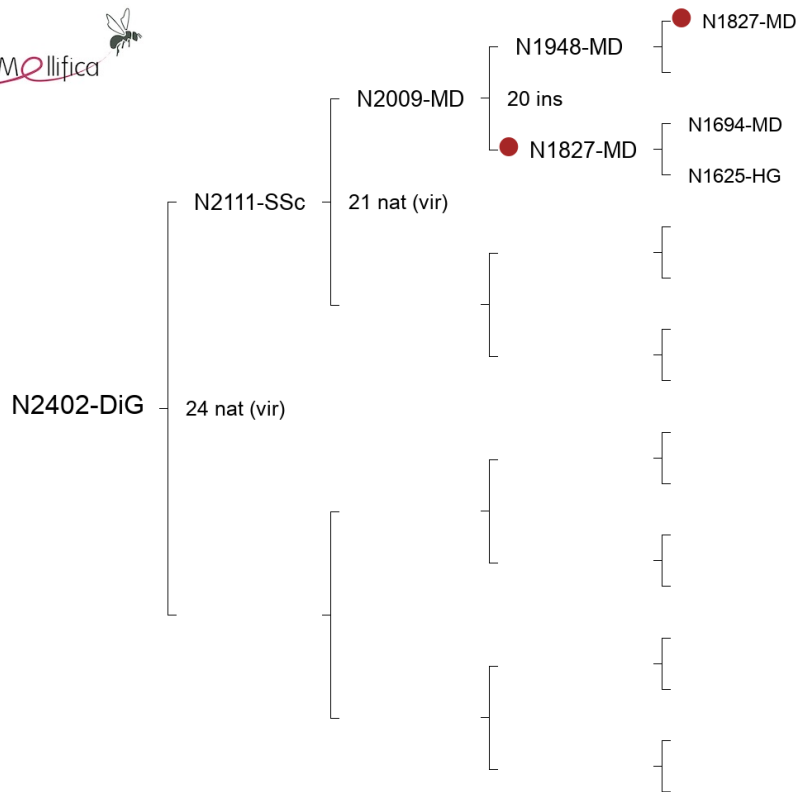 Mellifica
N1827-MD
N1948-MD
N2009-MD
20 ins
N1694-MD
N1827-MD
N1625-HG
N2111-SSc
21 nat (vir)
N2402-DiG
24 nat (vir)